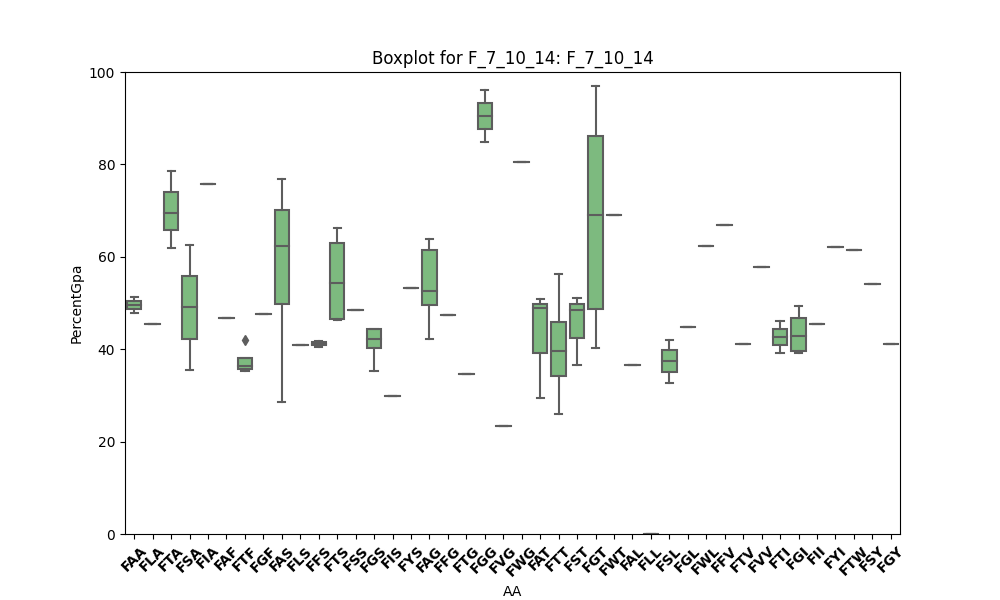 Boxplot for F_7_10_14: F_7_10_14
100
80
60
40
20
0
PercentGpa
FAA FLA FTA FSA FIA FAF FTF FGF FAS FLS FFS FTS FSS FGS FIS FYS FAG FFG FTG FGG FVG FWG FAT FTT FST FGT FWT FAL FLL FSL FGL FWL FFV FTV FVV FTI FGI FII FYI FTW FSY FGY
AA